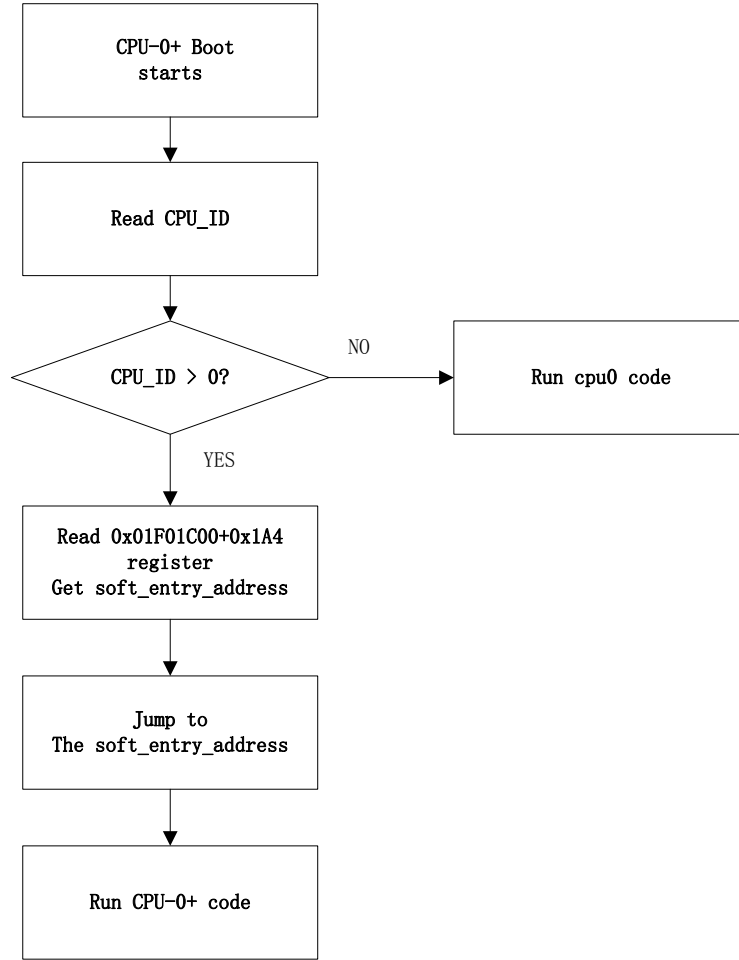 CPU-0+ Boot
starts
Read CPU_ID
CPU_ID > 0?
NO
Run cpu0 code
YES
Read 0x01F01C00+0x1A4
register
Get soft_entry_address
Jump to
The soft_entry_address
Run CPU-0+ code